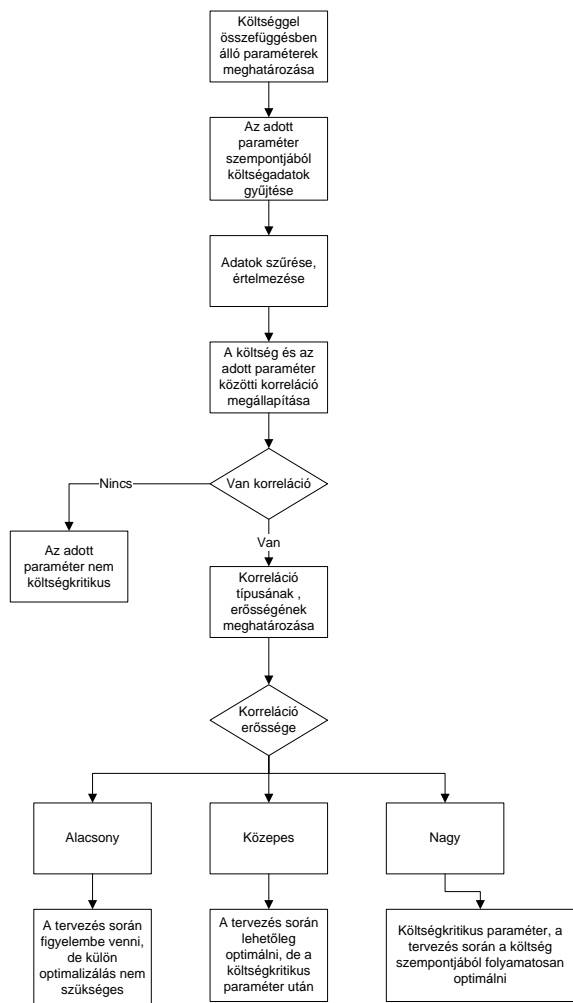 Költséggel
összefüggésben
álló paraméterek
meghatározása
Az adott
paraméter
szempontjából
költségadatok
gyűjtése
Adatok szűrése,
értelmezése
A költség és az
adott paraméter
közötti korreláció
megállapítása
Van korreláció
Nincs
Az adott
paraméter nem
költségkritikus
Van
Korreláció
típusának ,
erősségének
meghatározása
Korreláció
erőssége
Alacsony
Közepes
Nagy
A tervezés során
figyelembe venni,
de külön
optimalizálás nem
szükséges
A tervezés során
lehetőleg
optimálni, de a
költségkritikus
paraméter után
Költségkritikus paraméter, a
tervezés során a költség
szempontjából folyamatosan
optimálni